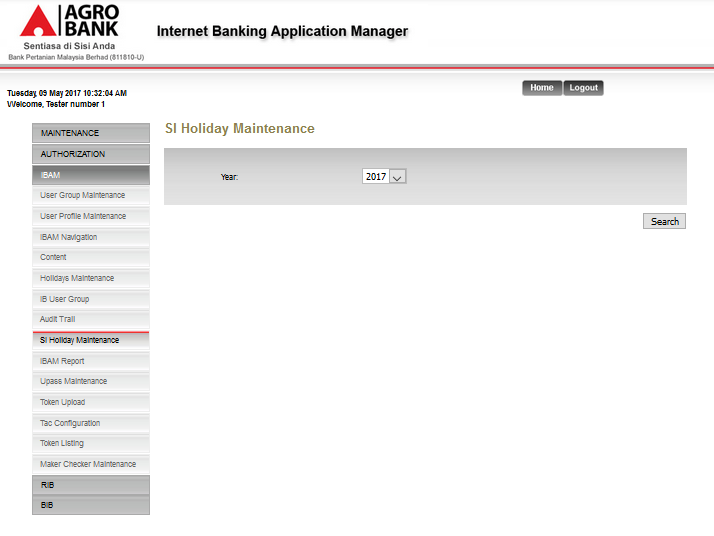 AGRO
BANK
Sentiasa di Sisi Anda
Bank Pertanian Malaysia Berhad (811810-U)
Internet Banking Application Manager
Tuesday, 09 May 2017 10:32:04 AM
Welcome, Tester number 1
Home
Logout
MAINTENANCE
AUTHORIZATION
IBAM
User Group Maintenance
User Profile Maintenance
IBAM Navigation
Content
Holidays Maintenance
IB User Group
Audit Trail
SI Holiday Maintenance
IBAM Report
Upass Maintenance
Token Upload
Tac Configuration
Token Listing
Maker Checker Maintenance
RIB
BIB
SI Holiday Maintenance
Year: 2017
Search